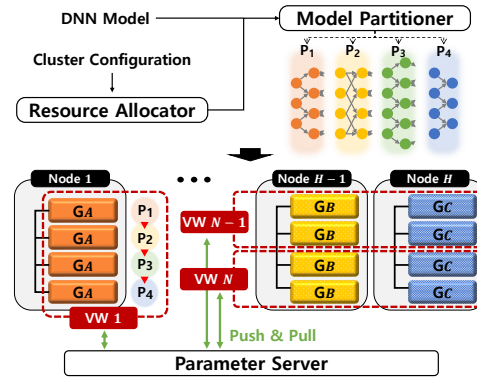 DNN Model
Model Partitioner
Cluster Configuration
P1 P2 P3 P4
Resource Allocator
Node 1 • • • Node H − 1 Node H
GA P1 GB GC
VW N − 1
GA P2 GB GC
GA P3 VW N GB GC
GA P4 GB GC
VW 1
Push & Pull
Parameter Server